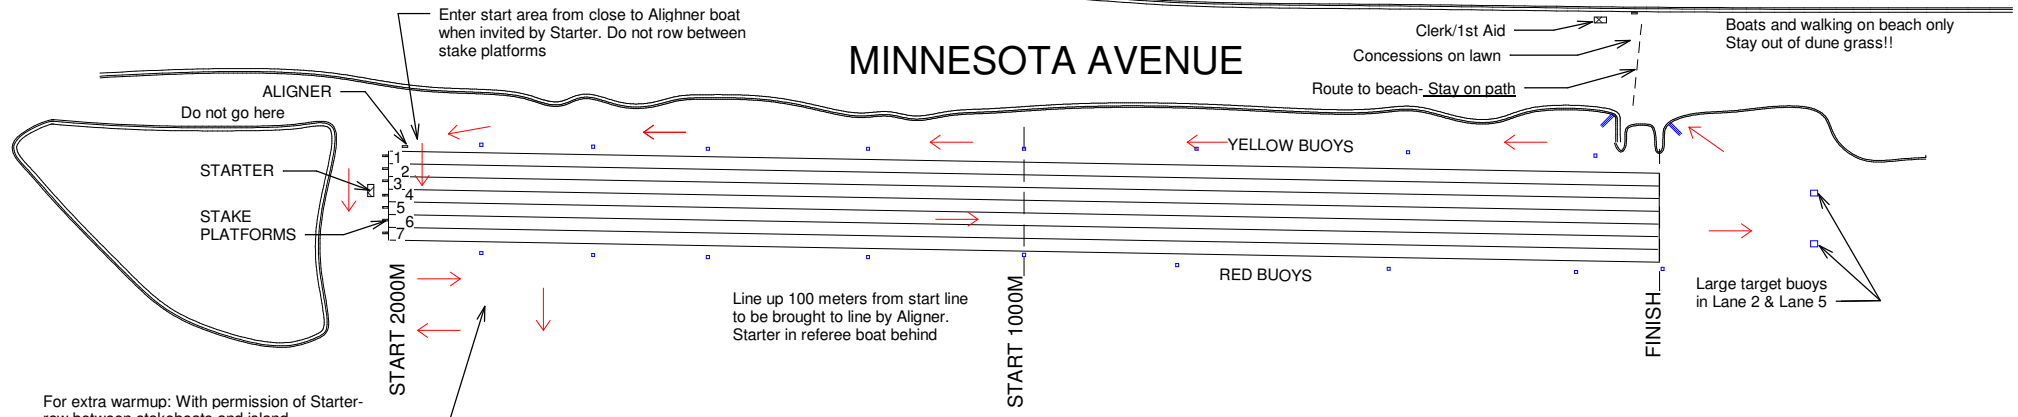 Enter start area from close to Alighner boat
when invited by Starter. Do not row between
stake platforms
MINNESOTA AVENUE
Clerk/1st Aid
Concessions on lawn
Route to beach- Stay on path
Boats and walking on beach only
Stay out of dune grass!!
ALIGNER
Do not go here
STARTER
STAKE
PLATFORMS
1
2
3
4
5
6
7
YELLOW BUOYS
RED BUOYS
START 2000M
Line up 100 meters from start line
to be brought to line by Aligner.
Starter in referee boat behind
START 1000M
FINISH
Large target buoys
in Lane 2 & Lane 5
For extra warmup: With permission of Starter-
row between stakeboats and island